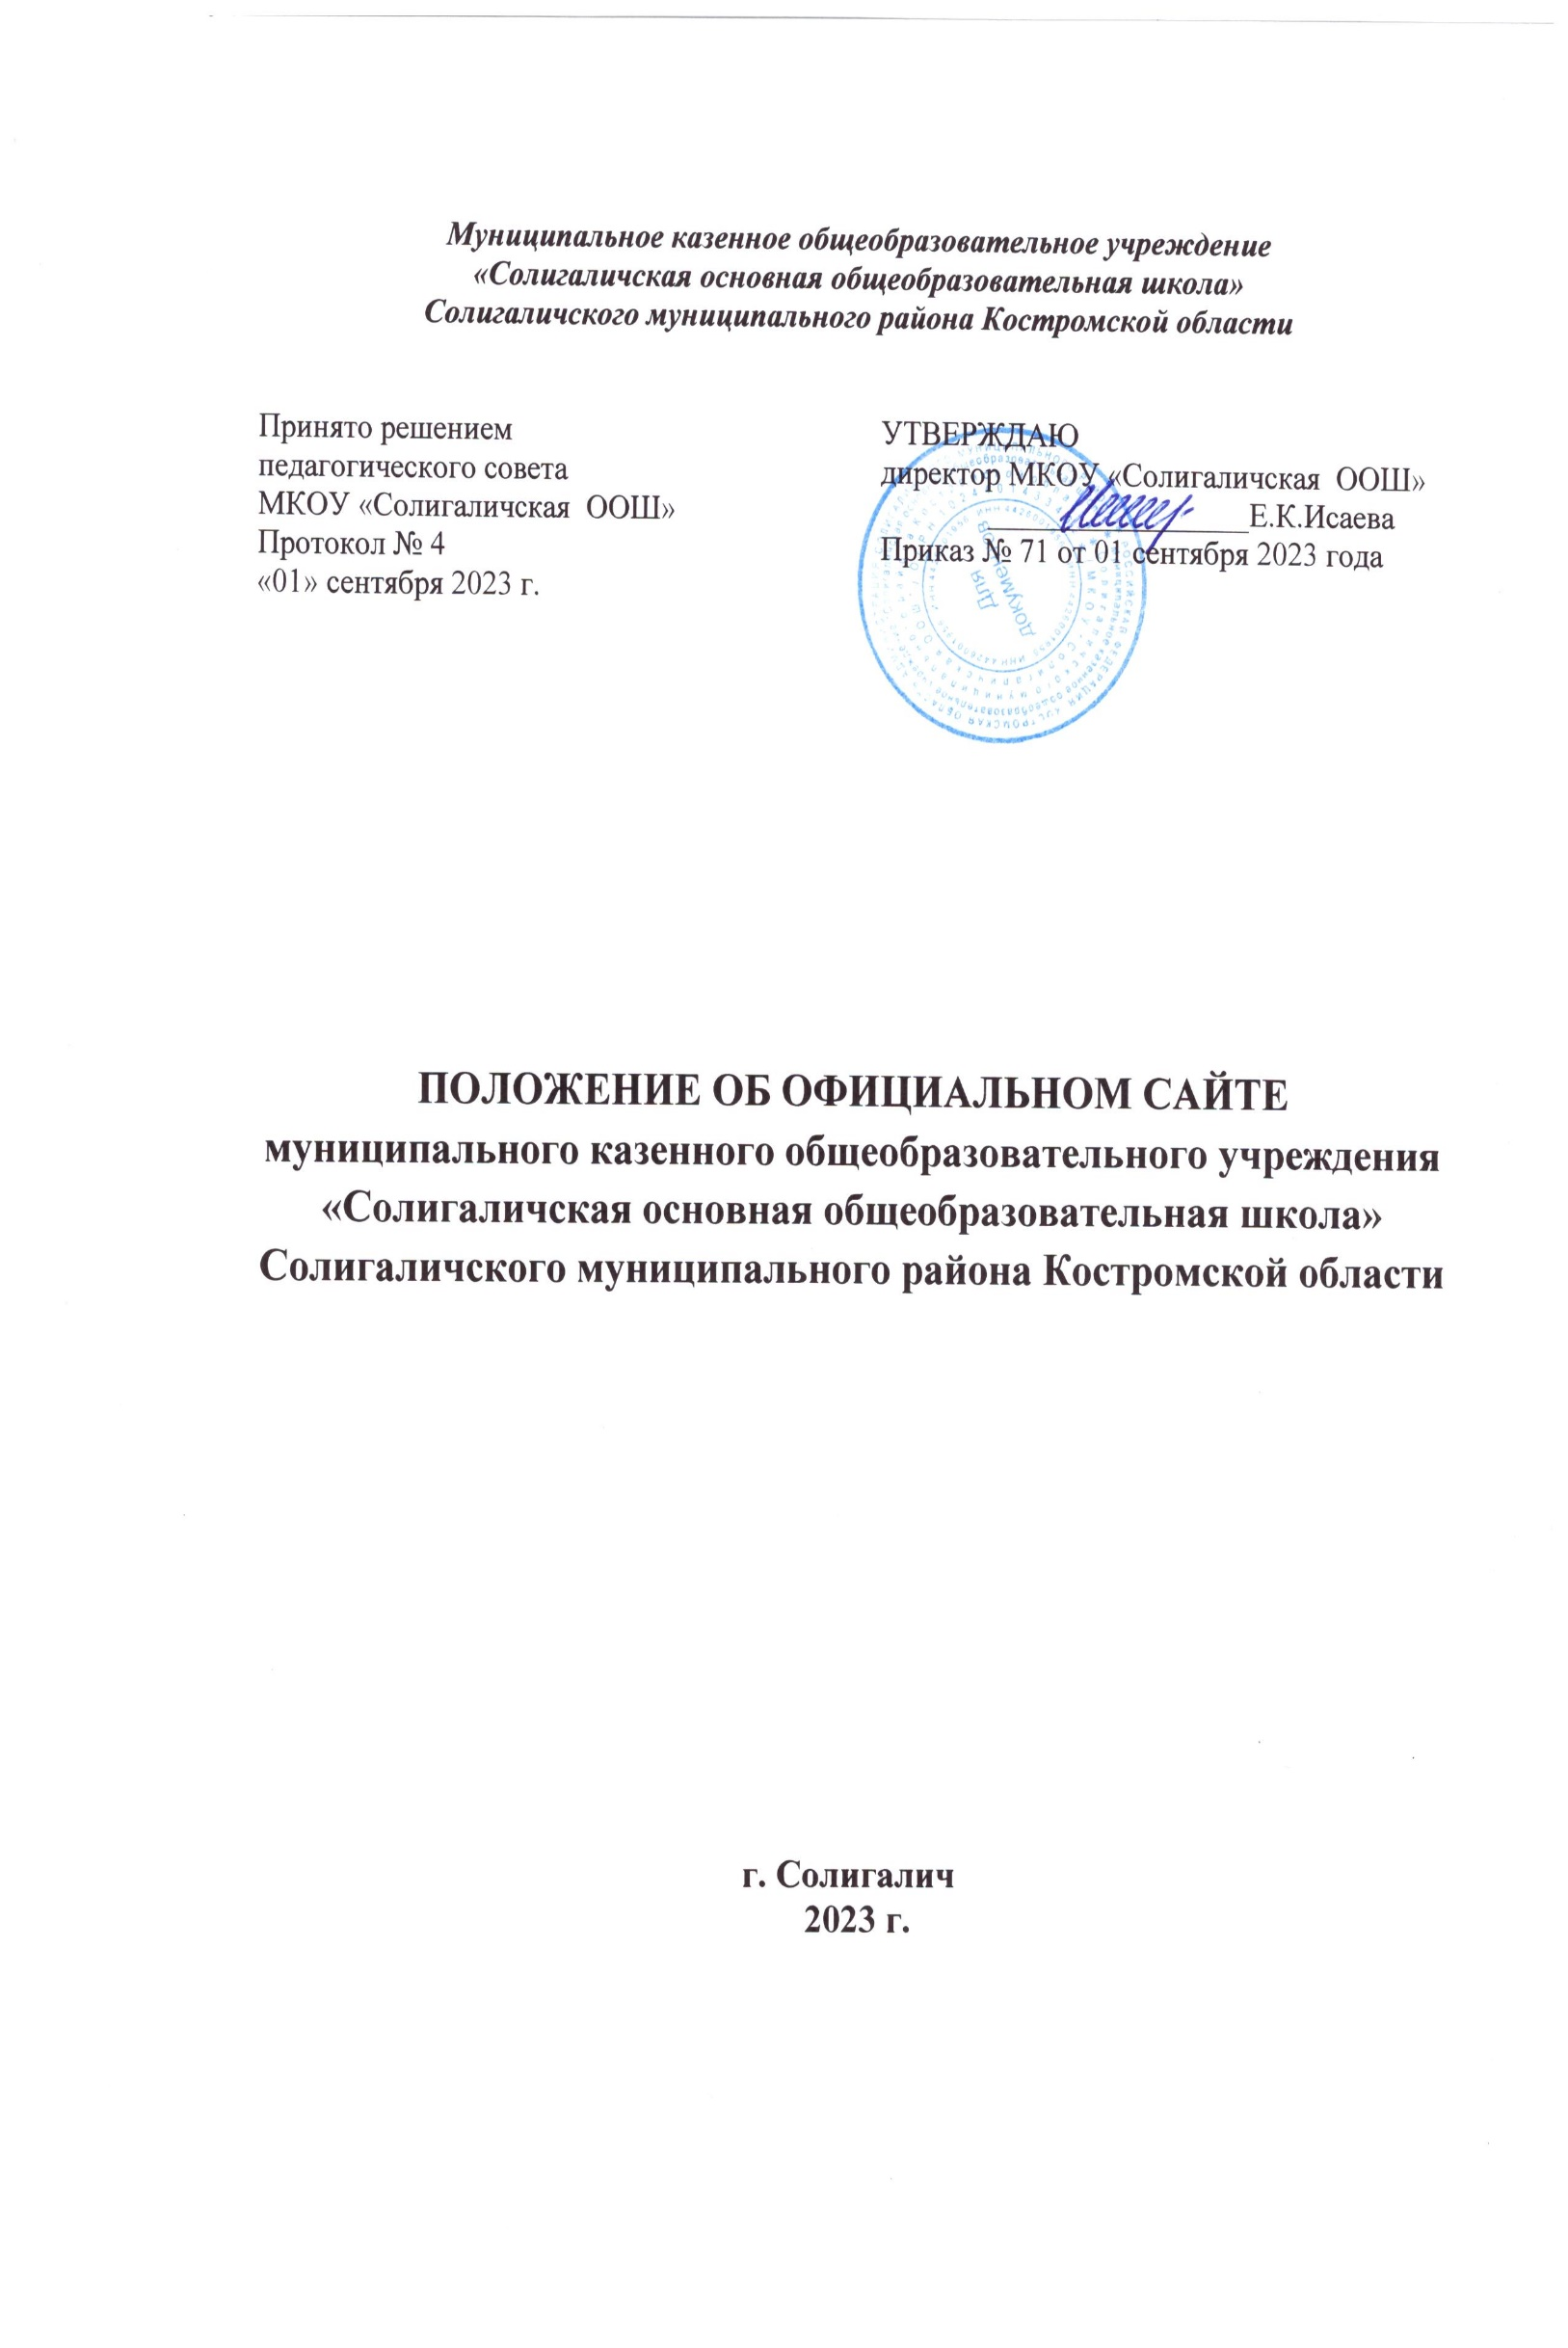 Муниципальное казенное общеобразовательное учреждение
«Солигаличская основная общеобразовательная школа»
Солигаличского муниципального района Костромской области
Принято решением
педагогического совета
МКОУ «Солигаличская ООШ»
Протокол № 4
«01» сентября 2023 г.
УТВЕРЖДАЮ
директор МКОУ «Солигаличская ООШ»
Е.К.Исаева
Приказ № 71 от 01 сентября 2023 года
Для
документов
ПОЛОЖЕНИЕ ОБ ОФИЦИАЛЬНОМ САЙТЕ
муниципального казенного общеобразовательного учреждения
«Солигаличская основная общеобразовательная школа»
Солигаличского муниципального района Костромской области
г. Солигалич
2023 г.